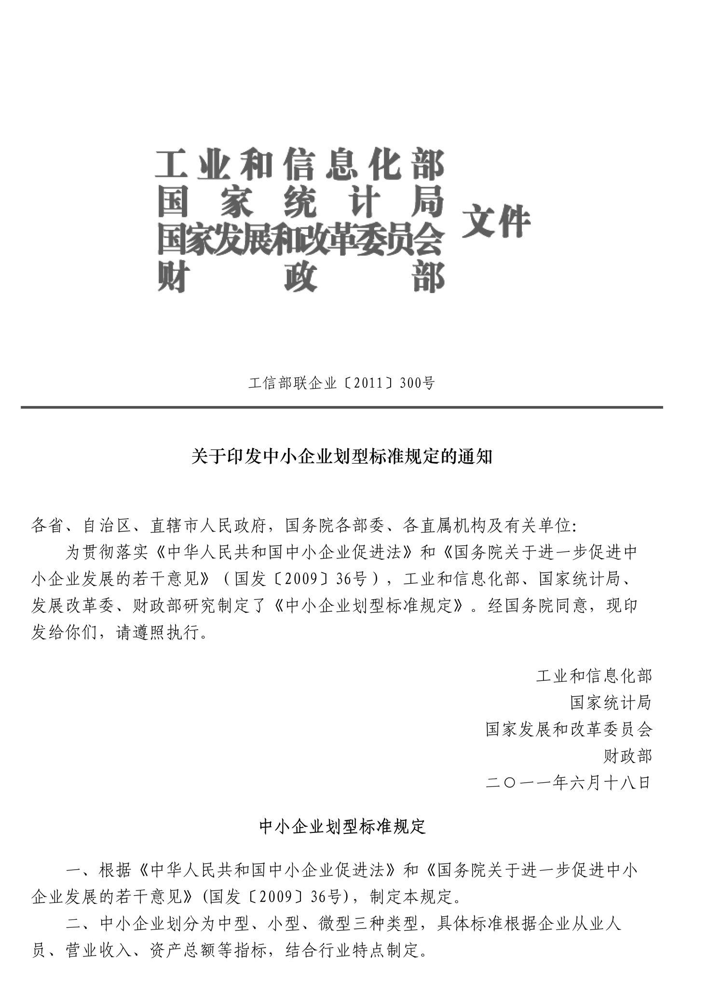 工业和信息化部
国家统计局
国家发展和改革委员会
财政部
文件
工信部联企业〔2011〕300号
关于印发中小企业划型标准规定的通知
各省、自治区、直辖市人民政府，国务院各部委、各直属机构及有关单位：
为贯彻落实《中华人民共和国中小企业促进法》和《国务院关于进一步促进中
小企业发展的若干意见》（国发〔2009〕36号），工业和信息化部、国家统计局、
发展改革委、财政部研究制定了《中小企业划型标准规定》。经国务院同意，现印
发给你们，请遵照执行。
工业和信息化部
国家统计局
国家发展和改革委员会
财政部
二〇一一年六月十八日
中小企业划型标准规定
一、根据《中华人民共和国中小企业促进法》和《国务院关于进一步促进中小
企业发展的若干意见》(国发〔2009〕36号)，制定本规定。
二、中小企业划分为中型、小型、微型三种类型，具体标准根据企业从业人
员、营业收入、资产总额等指标，结合行业特点制定。